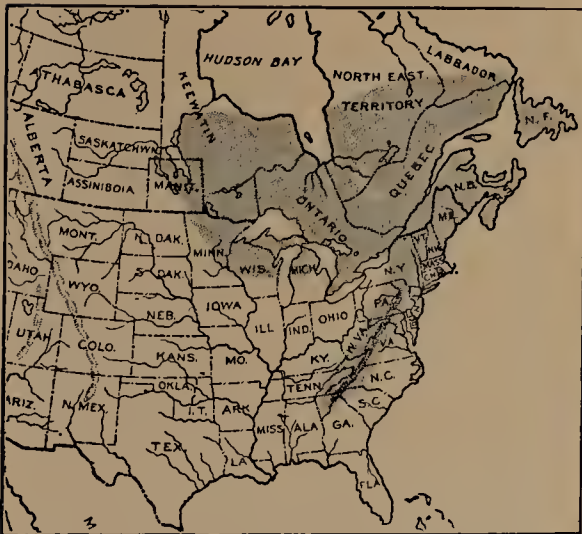 HUDSON BAY
LABRADOR
NORTH EAST.
TERRITORY
KEEWATIN
ATHABASCA
N.F.
ALBERTA
SASKATCHWN
QUEBEC
ASSINIBOIA
ONTARIO
N.B.
N.S.
ME.
MONT.
N. DAK.
MINN.
VT.
N.H.
IDAHO
S. DAK.
WIS.
MICH.
N.Y.
MASS.
WYO.
IOWA
PA.
NEB.
ILL
IND.
OHIO
UTAH
COLO.
W.VA.
VA.
KANS.
MO.
KY.
N.C.
OKLA.
TENN.
ARIZ.
N. MEX.
I.T.
ARK.
S.C.
MISS.
ALA
GA.
TEX.
LA
FLA.